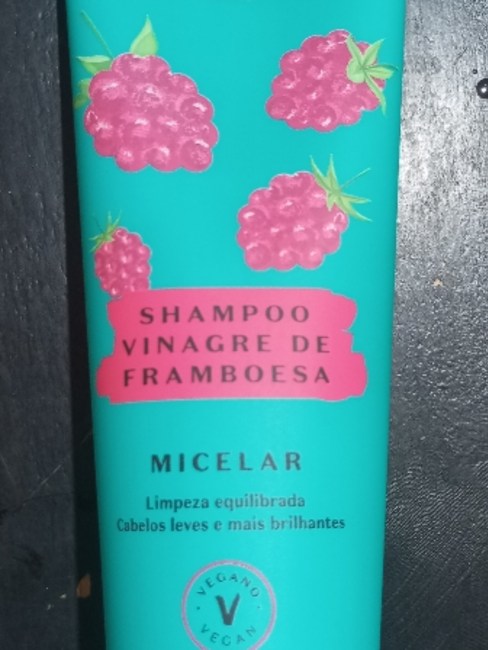 SHAMPOO
VINAGRE DE
FRAMBOESA
MICELAR
Limpeza equilibrada
Cabelos leves e mais brilhantes
VEGANO
V
VEGAN